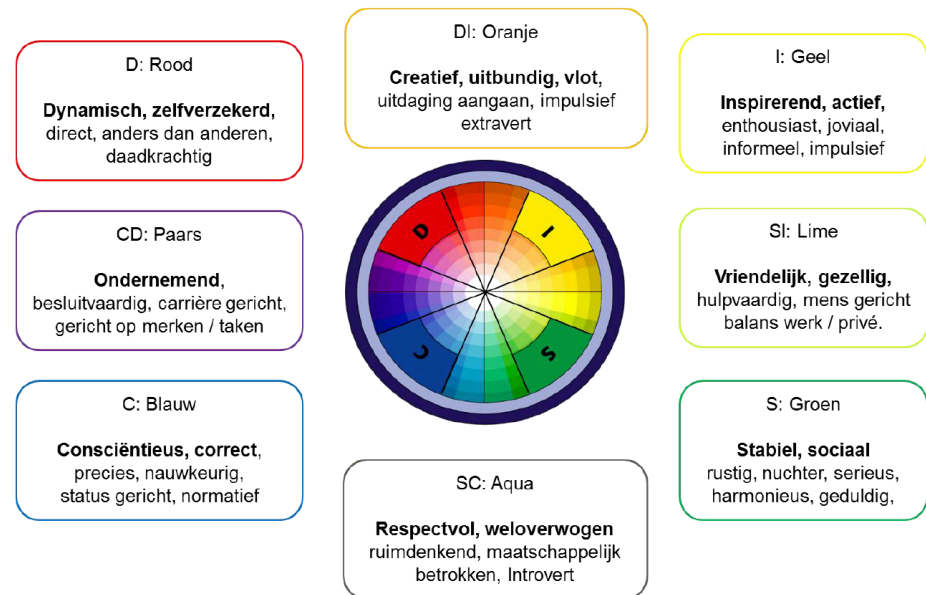 D: Rood
Dynamisch, zelfverzekerd,
direct, anders dan anderen,
daadkrachtig
DI: Oranje
Creatief, uitbundig, vlot,
uitdaging aangaan, impulsief
extravert
I: Geel
Inspirerend, actief,
enthousiast, joviaal,
informeel, impulsief
CD: Paars
Ondernemend,
besluitvaardig, carrière gericht,
gericht op merken / taken
D
I
C
S
SI: Lime
Vriendelijk, gezellig,
hulpvaardig, mens gericht
balans werk / privé.
C: Blauw
Consciëntieus, correct,
precies, nauwkeurig,
status gericht, normatief
SC: Aqua
Respectvol, weloverwogen
ruimdenkend, maatschappelijk
betrokken, Introvert
S: Groen
Stabiel, sociaal
rustig, nuchter, serieus,
harmonieus, geduldig,